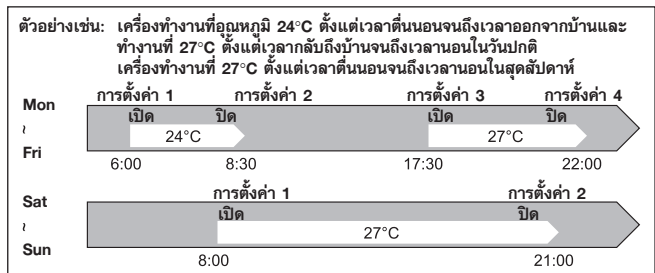 ตัวอย่างเช่น: เครื่องทำงานที่อุณหภูมิ 24°C ตั้งแต่เวลาตื่นนอนจนถึงเวลาออกจากบ้านและ
ทำงานที่ 27°C ตั้งแต่เวลากลับถึงบ้านจนถึงเวลานอนในวันปกติ
เครื่องทำงานที่ 27°C ตั้งแต่เวลาตื่นนอนจนถึงเวลานอนในสุดสัปดาห์
การตั้งค่า 1 การตั้งค่า 2 การตั้งค่า 3 การตั้งค่า 4
Mon
เปิด ปิด เปิด ปิด
≀ 24°C 27°C
Fri
6:00 8:30 17:30 22:00
การตั้งค่า 1 การตั้งค่า 2
Sat
เปิด ปิด
≀ 27°C
Sun
8:00 21:00